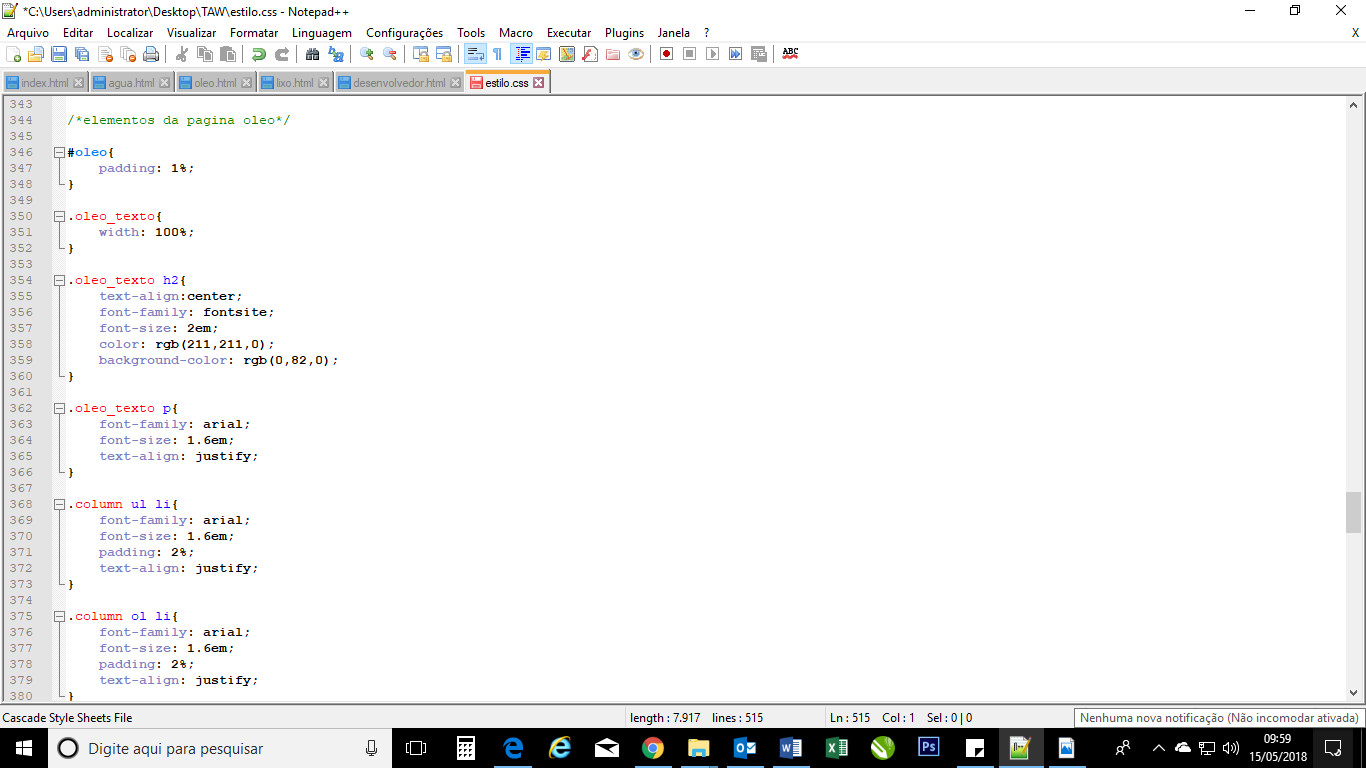 *C:\Users\administrator\Desktop\TAW\estilo.css - Notepad++
Arquivo Editar Localizar Visualizar Formatar Linguagem Configurações Tools Macro Executar Plugins Janela ? X
index.html agua.html oleo.html lixo.html desenvolvedor.html estilo.css
343
344 /*elementos da pagina oleo*/
345
346 #oleo{
347 padding: 1%;
348 }
349
350 .oleo_texto{
351 width: 100%;
352 }
353
354 .oleo_texto h2{
355 text-align:center;
356 font-family: fontsite;
357 font-size: 2em;
358 color: rgb(211,211,0);
359 background-color: rgb(0,82,0);
360 }
361
362 .oleo_texto p{
363 font-family: arial;
364 font-size: 1.6em;
365 text-align: justify;
366 }
367
368 .column ul li{
369 font-family: arial;
370 font-size: 1.6em;
371 padding: 2%;
372 text-align: justify;
373 }
374
375 .column ol li{
376 font-family: arial;
377 font-size: 1.6em;
378 padding: 2%;
379 text-align: justify;
380 }
Cascade Style Sheets File length : 7.917 lines : 515 Ln : 515 Col : 1 Sel : 0 | 0 Nenhuma nova notificação (Não incomodar ativada)
Digite aqui para pesquisar
09:59
15/05/2018